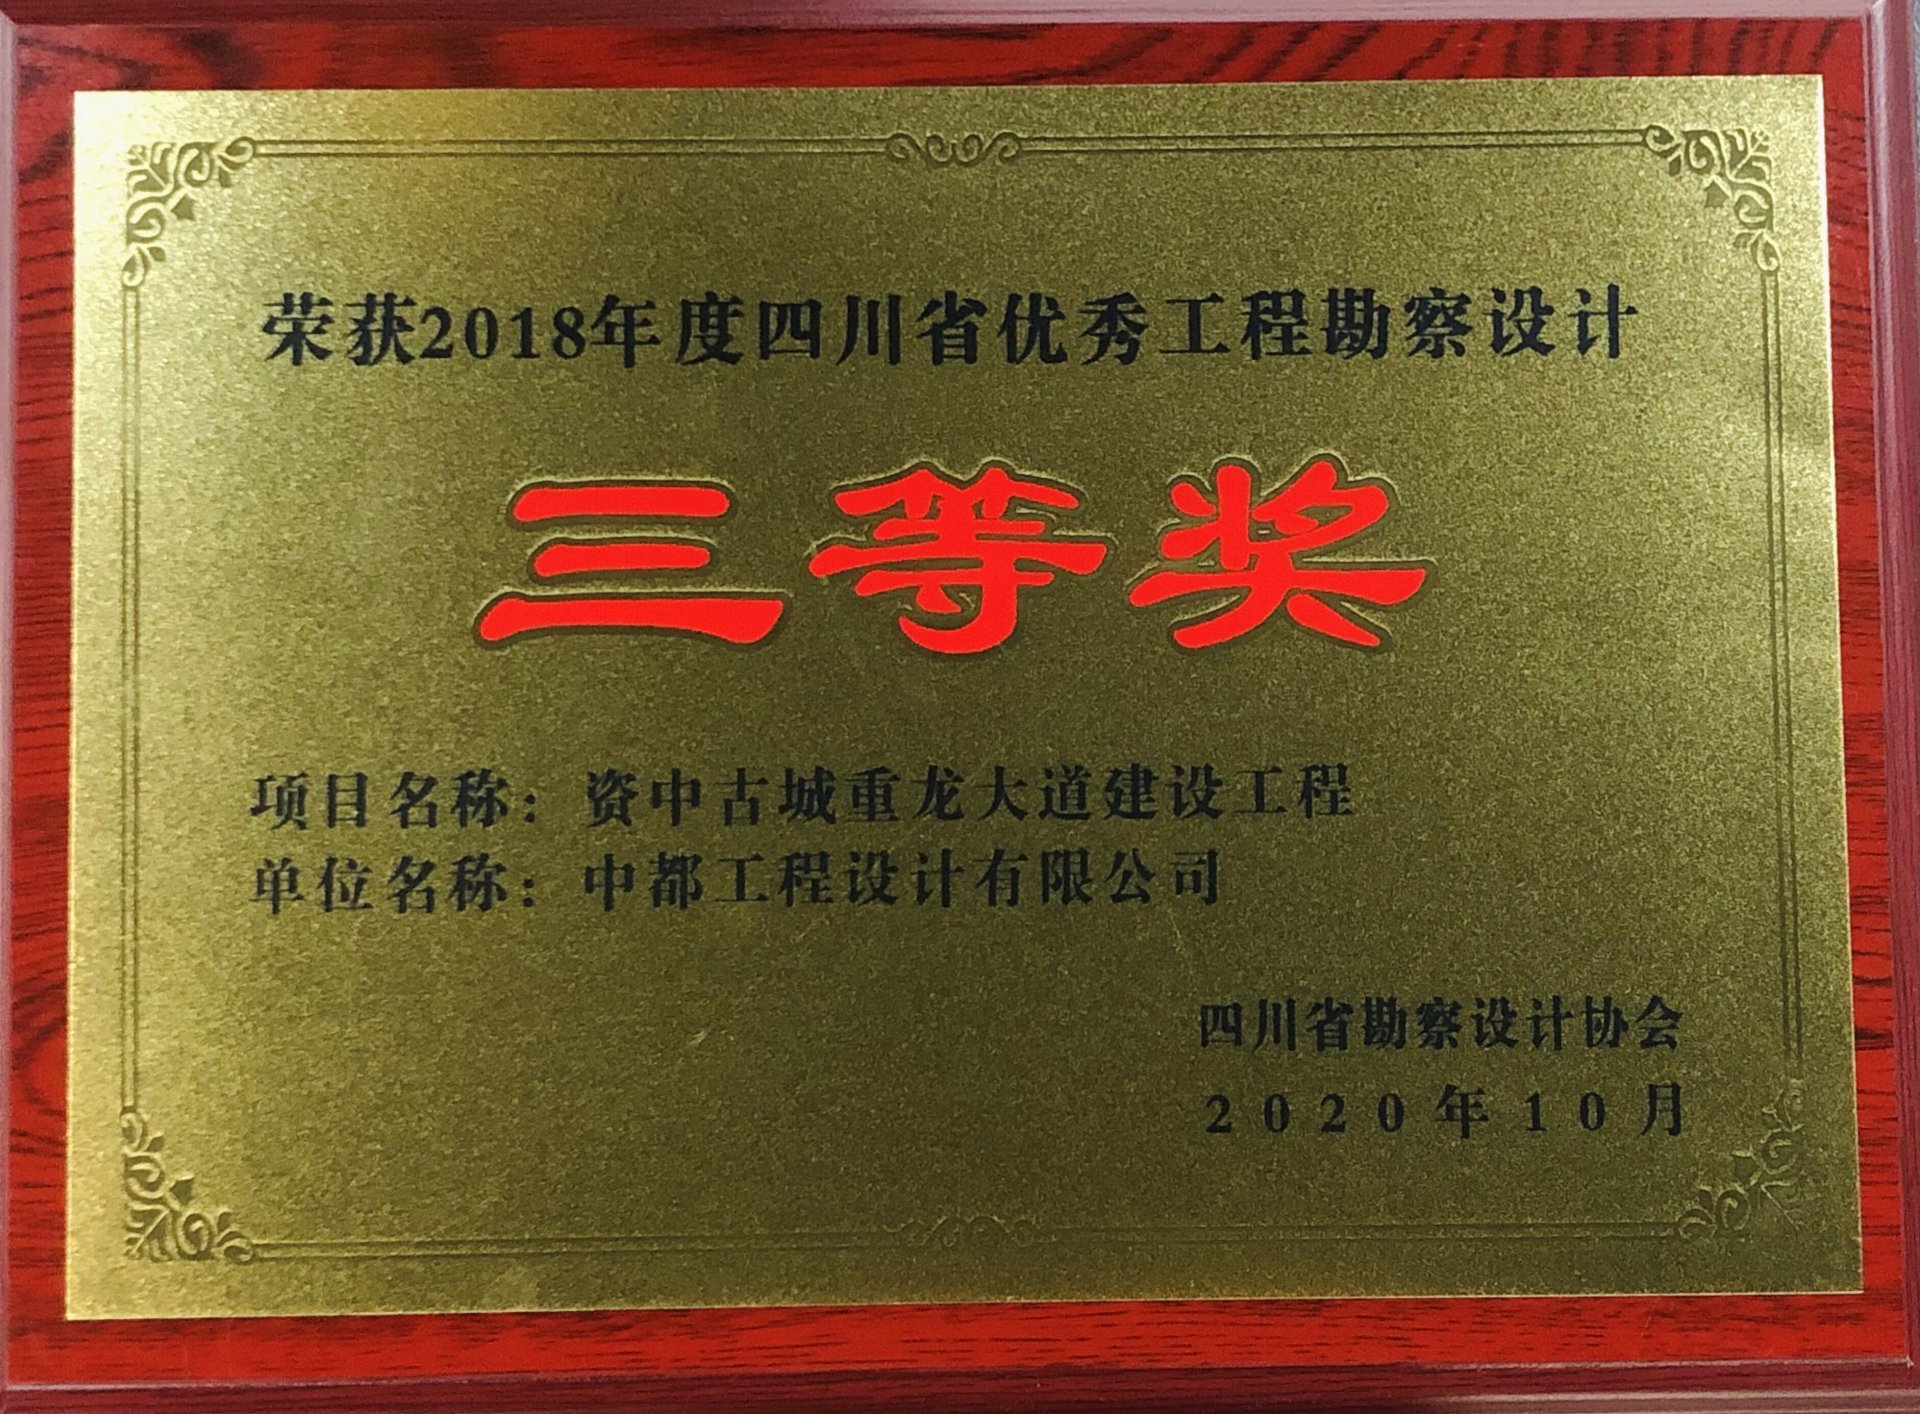 荣获2018年度四川省优秀工程勘察设计
三等奖
项目名称：资中古城重龙大道建设工程
单位名称：中都工程设计有限公司
四川省勘察设计协会
2020年10月